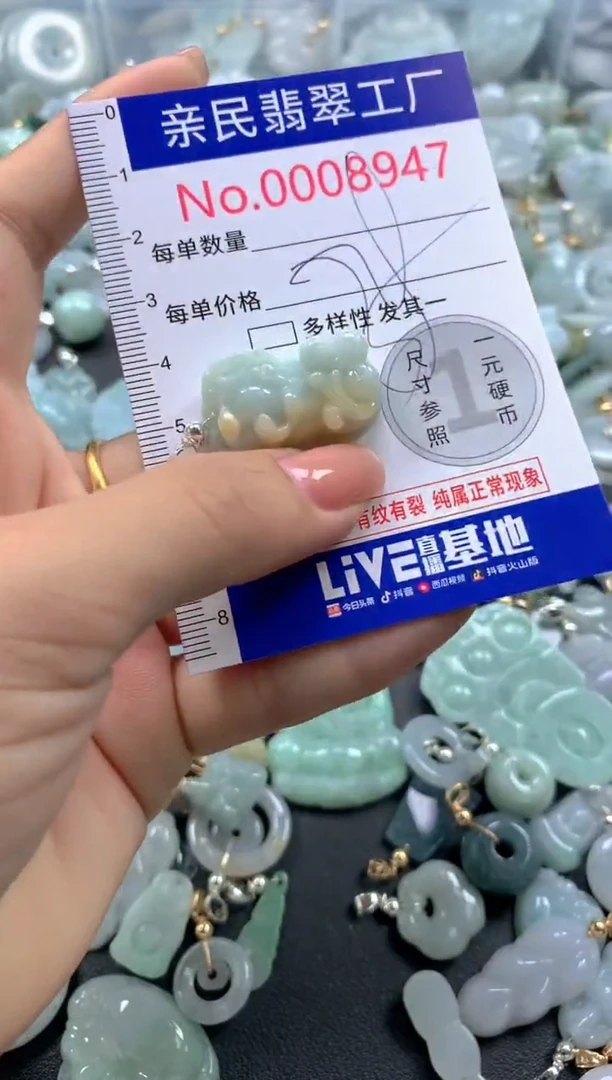 亲民翡翠工厂
No.0008947
每单数量
每单价格
多样性 发其一
尺寸参照
1
一元硬币
有纹有裂 纯属正常现象
LiVE直播基地
今日头条 抖音 西瓜视频 抖音火山版
0
1
2
3
4
5
8